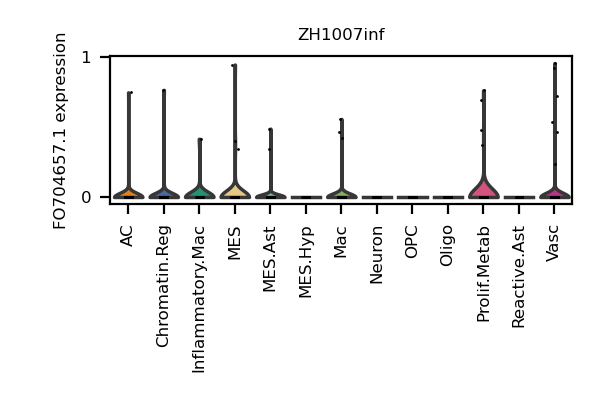 ZH1007inf
FO704657.1 expression
1
0
AC
Chromatin.Reg
Inflammatory.Mac
MES
MES.Ast
MES.Hyp
Mac
Neuron
OPC
Oligo
Prolif.Metab
Reactive.Ast
Vasc